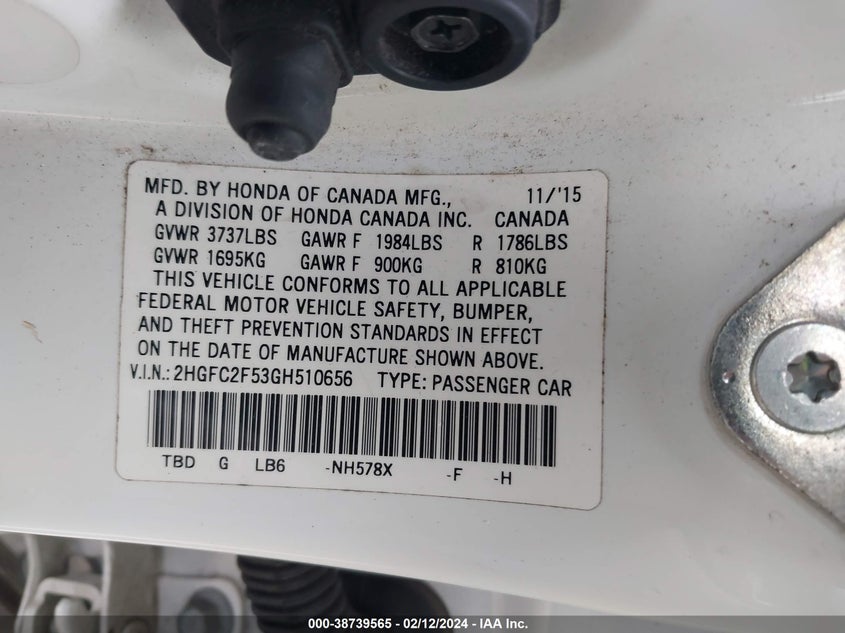 MFD. BY HONDA OF CANADA MFG., 11/'15
A DIVISION OF HONDA CANADA INC. CANADA
GVWR 3737LBS GAWR F 1984LBS R 1786LBS
GVWR 1695KG GAWR F 900KG R 810KG
THIS VEHICLE CONFORMS TO ALL APPLICABLE
FEDERAL MOTOR VEHICLE SAFETY, BUMPER,
AND THEFT PREVENTION STANDARDS IN EFFECT
ON THE DATE OF MANUFACTURE SHOWN ABOVE.
V.I.N.: 2HGFC2F53GH510656 TYPE: PASSENGER CAR
TBD G LB6 -NH578X -F -H
000-38739565 — 02/12/2024 — IAA Inc.